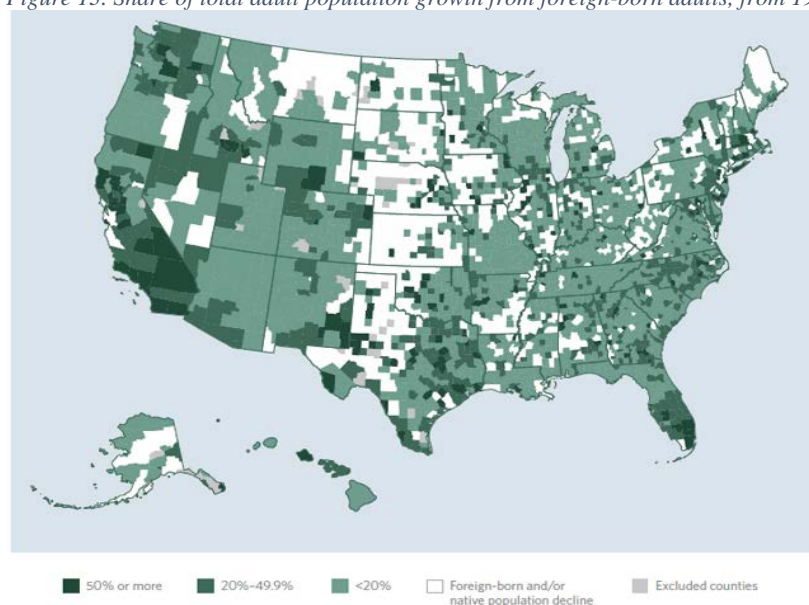 Figure 15. Share of total adult population growth from foreign-born adults, from 19
50% or more
20%–49.9%
<20%
Foreign-born and/or
native population decline
Excluded counties